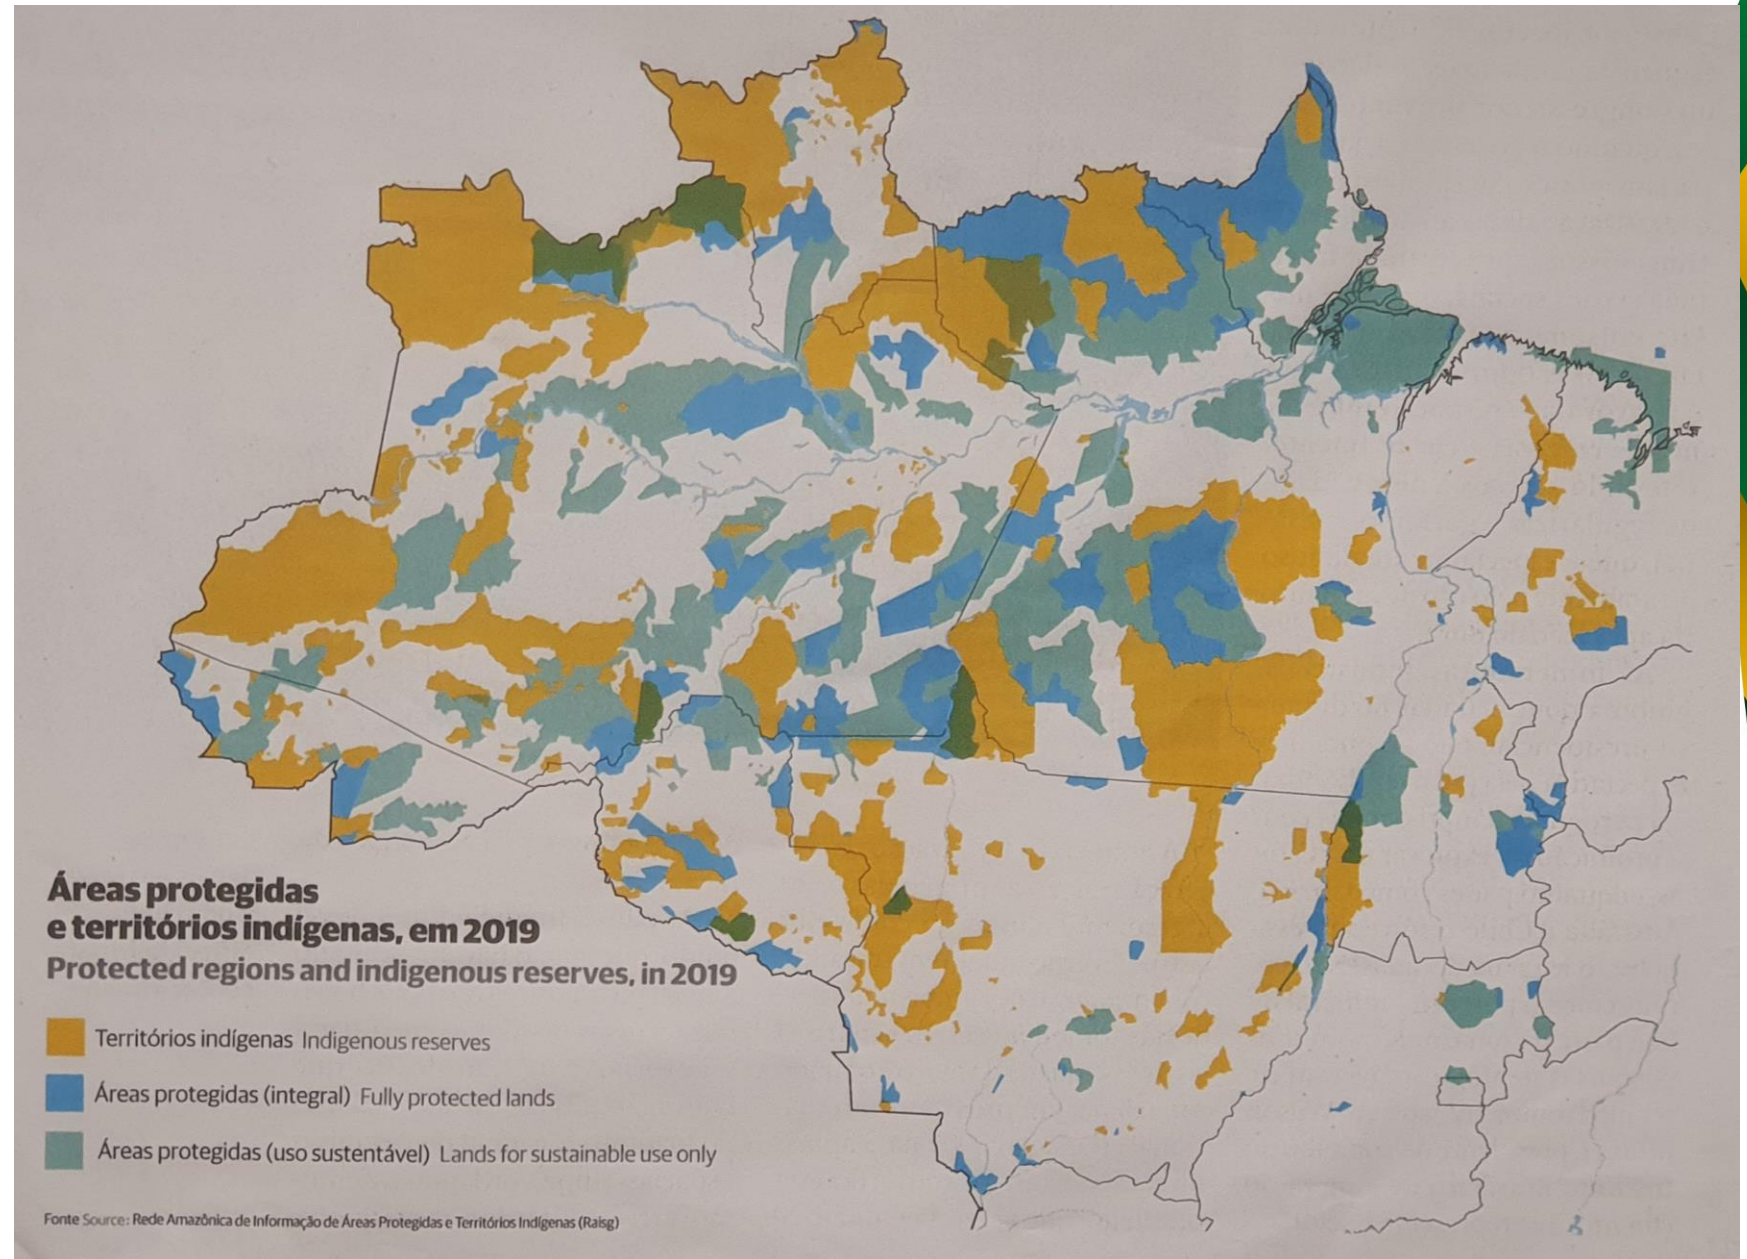 Áreas protegidas
e territórios indígenas, em 2019
Protected regions and indigenous reserves, in 2019
Territórios indígenas Indigenous reserves
Áreas protegidas (integral) Fully protected lands
Áreas protegidas (uso sustentável) Lands for sustainable use only
Fonte Source: Rede Amazônica de Informação de Áreas Protegidas e Territórios Indígenas (Raisg)